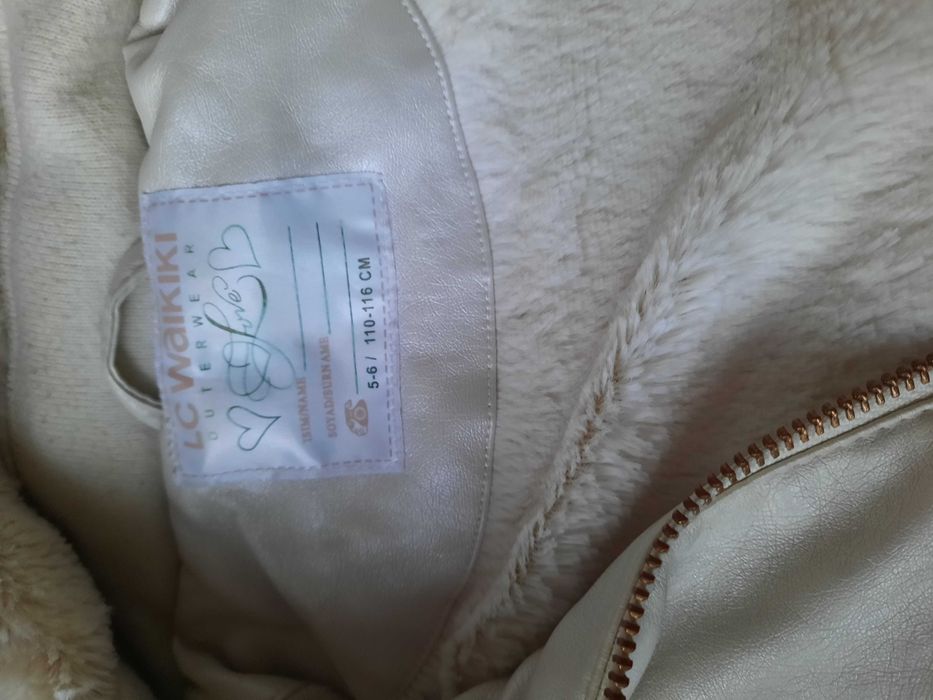 LC WAIKIKI
OUTERWEAR
Love
İSİM/NAME
SOYAD/SURNAME
5-6 / 110-116 CM